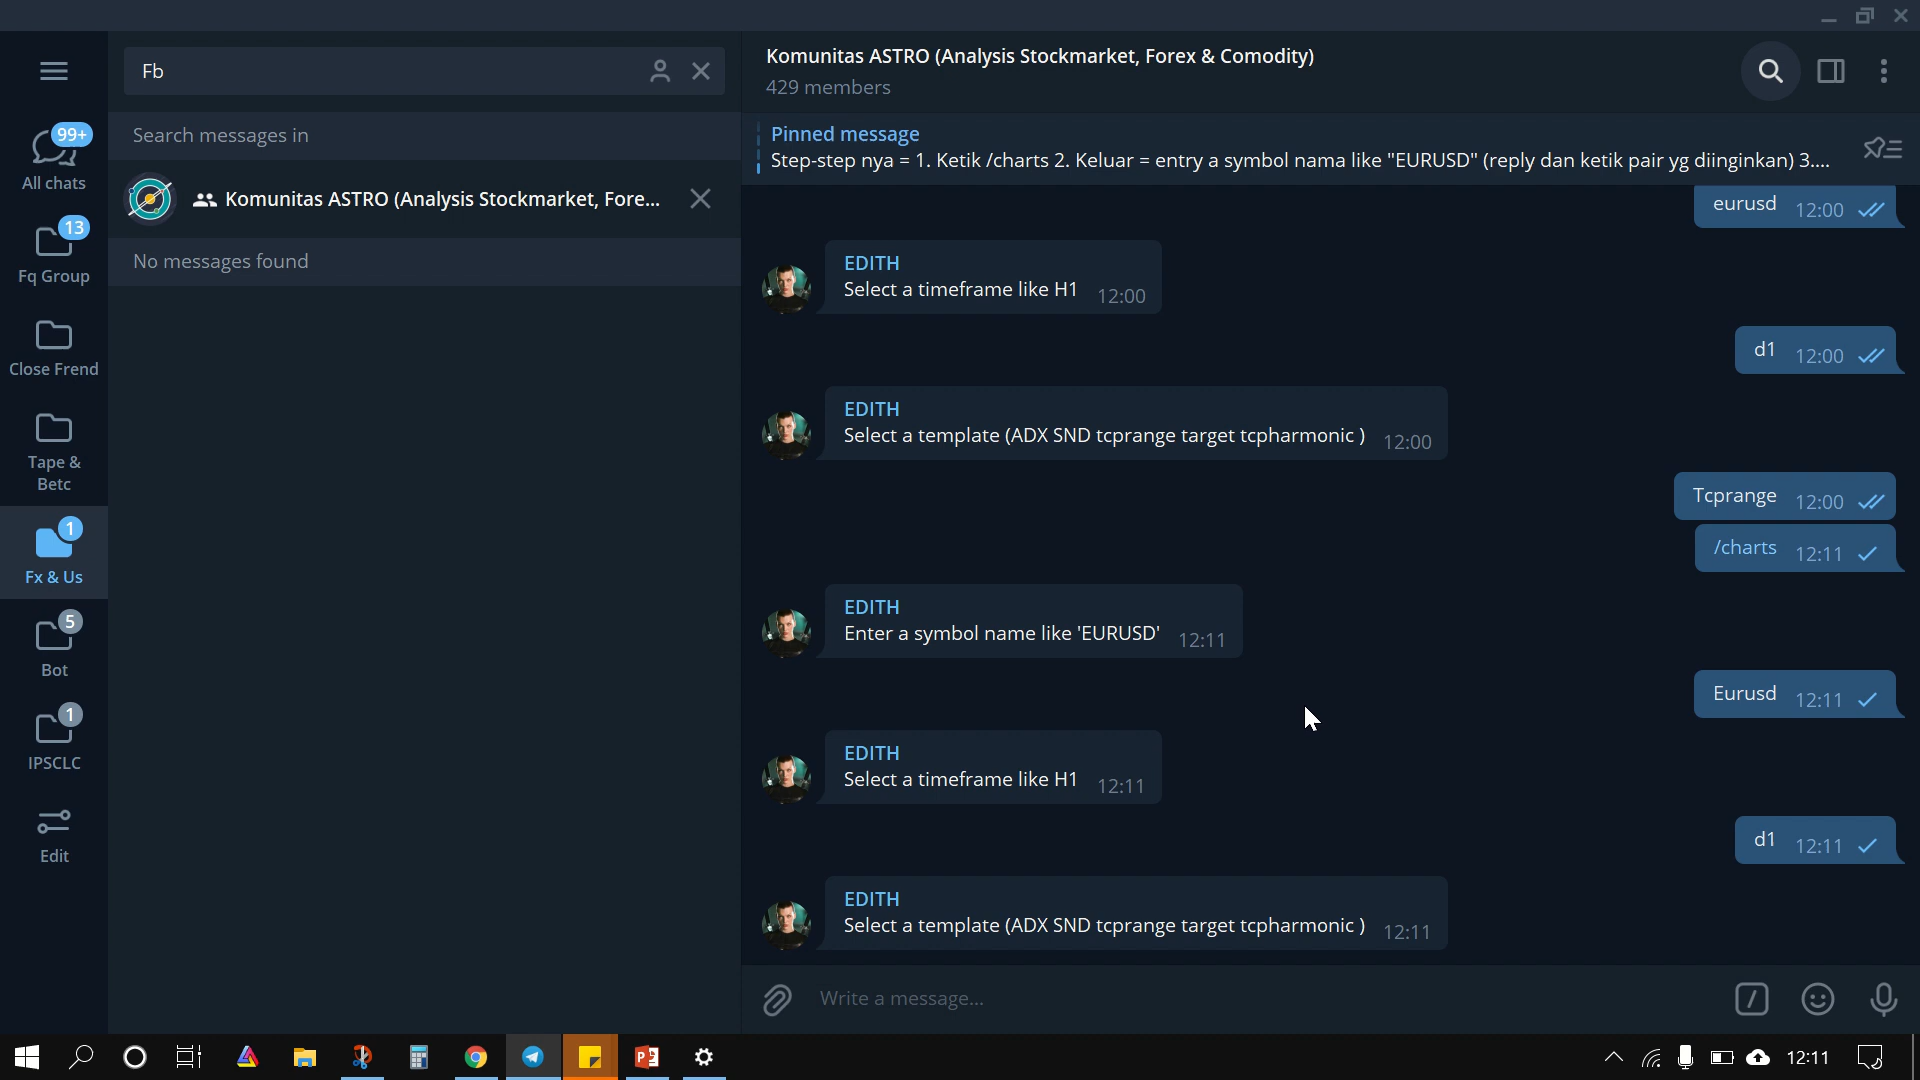 Fb
Search messages in
Komunitas ASTRO (Analysis Stockmarket, Fore...
No messages found
99+
All chats
13
Fq Group
Close Frend
Tape &
Betc
1
Fx & Us
5
Bot
1
IPSCLC
Edit
Komunitas ASTRO (Analysis Stockmarket, Forex & Comodity)
429 members
Pinned message
Step-step nya = 1. Ketik /charts 2. Keluar = entry a symbol nama like "EURUSD" (reply dan ketik pair yg diinginkan) 3....
eurusd 12:00
EDITH
Select a timeframe like H1 12:00
d1 12:00
EDITH
Select a template (ADX SND tcprange target tcpharmonic ) 12:00
Tcprange 12:00
/charts 12:11
EDITH
Enter a symbol name like 'EURUSD' 12:11
Eurusd 12:11
EDITH
Select a timeframe like H1 12:11
d1 12:11
EDITH
Select a template (ADX SND tcprange target tcpharmonic ) 12:11
Write a message...
12:11